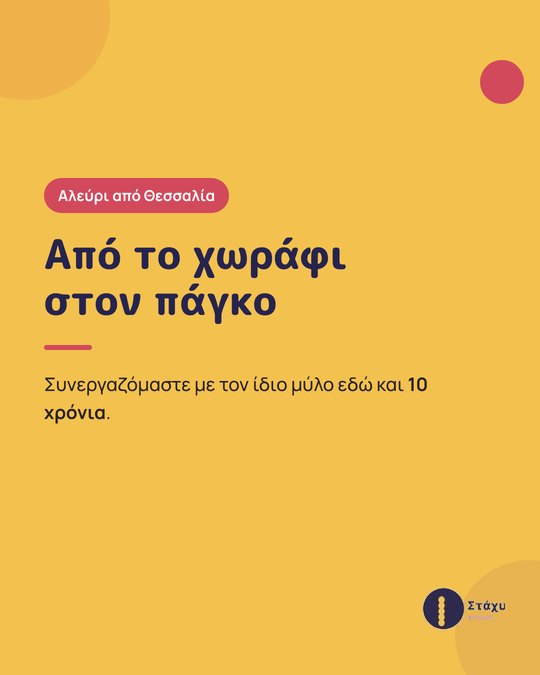 Αλεύρι από Θεσσαλία
Από το χωράφι
στον πάγκο
Συνεργαζόμαστε με τον ίδιο μύλο εδώ και 10
χρόνια.
Στάχυ